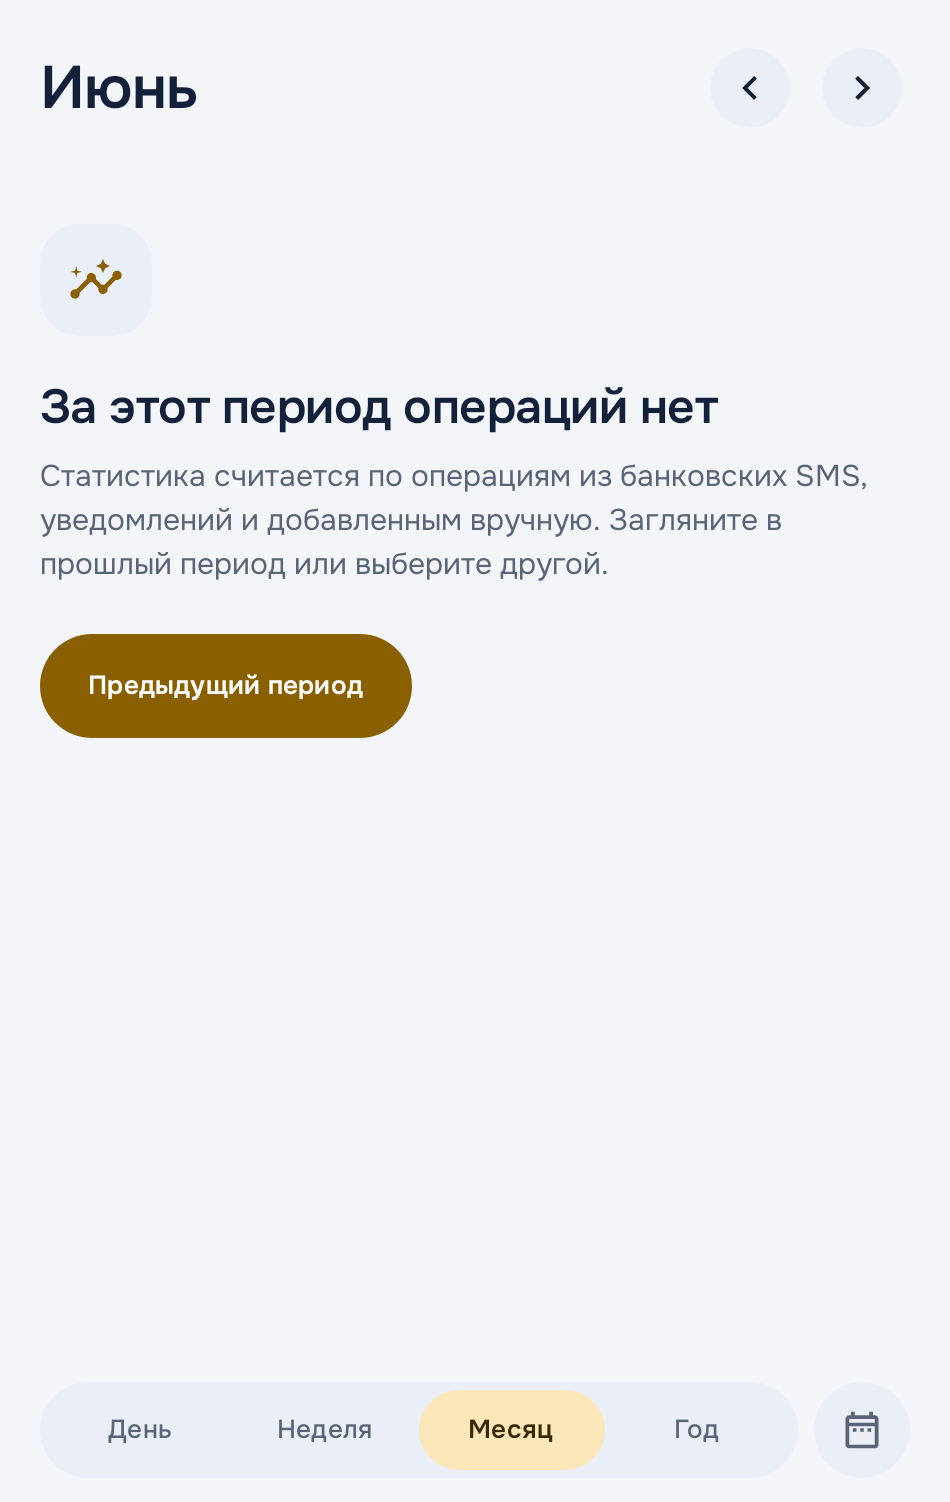 Июнь
За этот период операций нет
Статистика считается по операциям из банковских SMS,
уведомлений и добавленным вручную. Загляните в
прошлый период или выберите другой.
Предыдущий период
День
Неделя
Месяц
Год